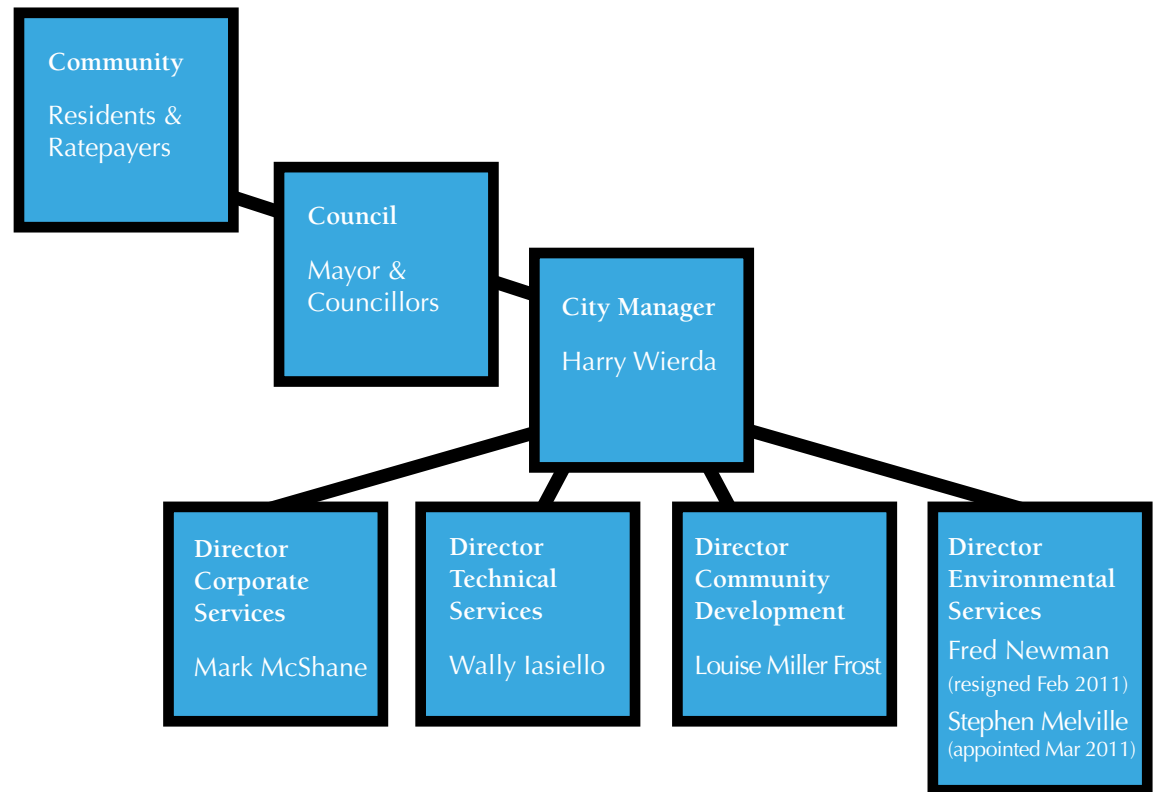 Community
Residents &
Ratepayers
Council
Mayor &
Councillors
City Manager
Harry Wierda
Director
Corporate
Services
Mark McShane
Director
Technical
Services
Wally Iasiello
Director
Community
Development
Louise Miller Frost
Director
Environmental
Services
Fred Newman
(resigned Feb 2011)
Stephen Melville
(appointed Mar 2011)